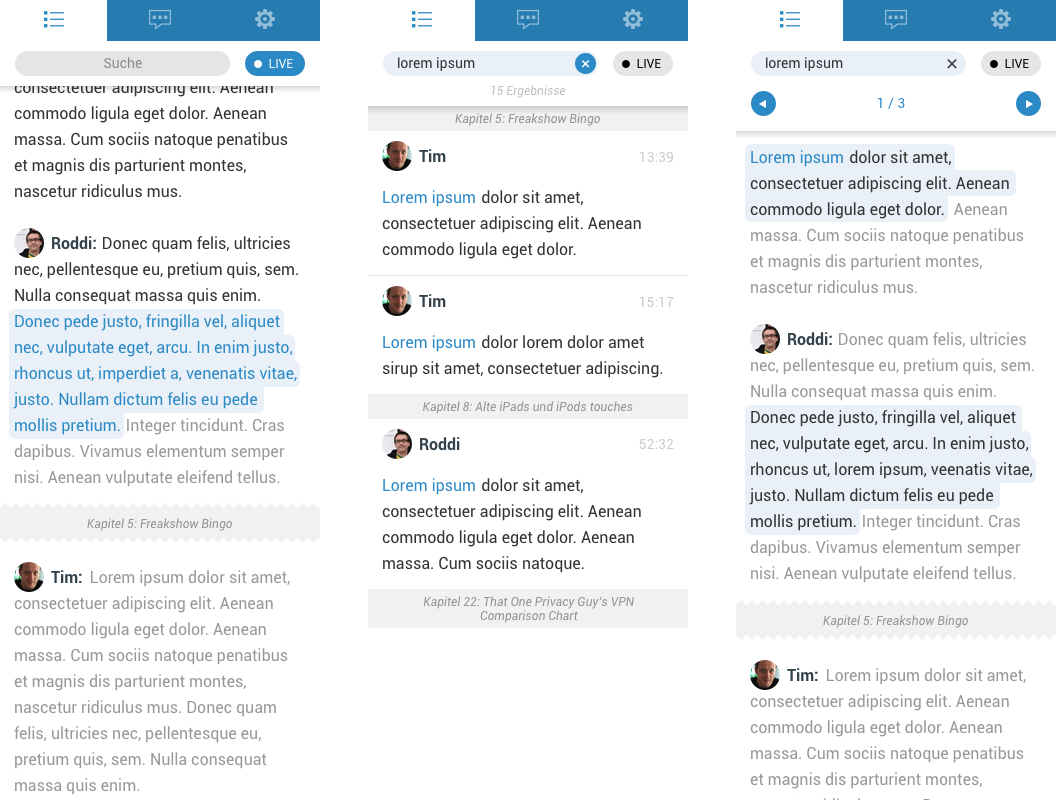 Suche
LIVE
consectetuer adipiscing elit. Aenean
commodo ligula eget dolor. Aenean
massa. Cum sociis natoque penatibus
et magnis dis parturient montes,
nascetur ridiculus mus.
Roddi: Donec quam felis, ultricies
nec, pellentesque eu, pretium quis, sem.
Nulla consequat massa quis enim.
Donec pede justo, fringilla vel, aliquet
nec, vulputate eget, arcu. In enim justo,
rhoncus ut, imperdiet a, venenatis vitae,
justo. Nullam dictum felis eu pede
mollis pretium. Integer tincidunt. Cras
dapibus. Vivamus elementum semper
nisi. Aenean vulputate eleifend tellus.
Kapitel 5: Freakshow Bingo
Tim: Lorem ipsum dolor sit amet,
consectetuer adipiscing elit. Aenean
commodo ligula eget dolor. Aenean
massa. Cum sociis natoque penatibus
et magnis dis parturient montes,
nascetur ridiculus mus. Donec quam
felis, ultricies nec, pellentesque eu,
pretium quis, sem. Nulla consequat
massa quis enim.
lorem ipsum
LIVE
15 Ergebnisse
Kapitel 5: Freakshow Bingo
Tim 13:39
Lorem ipsum dolor sit amet,
consectetuer adipiscing elit. Aenean
commodo ligula eget dolor.
Tim 15:17
Lorem ipsum dolor lorem dolor amet
sirup sit amet, consectetuer adipiscing.
Kapitel 8: Alte iPads und iPods touches
Roddi 52:32
Lorem ipsum dolor sit amet,
consectetuer adipiscing elit. Aenean
commodo ligula eget dolor. Aenean
massa. Cum sociis natoque.
Kapitel 22: That One Privacy Guy's VPN
Comparison Chart
lorem ipsum
LIVE
1 / 3
Lorem ipsum dolor sit amet,
consectetuer adipiscing elit. Aenean
commodo ligula eget dolor. Aenean
massa. Cum sociis natoque penatibus
et magnis dis parturient montes,
nascetur ridiculus mus.
Roddi: Donec quam felis, ultricies
nec, pellentesque eu, pretium quis, sem.
Nulla consequat massa quis enim.
Donec pede justo, fringilla vel, aliquet
nec, vulputate eget, arcu. In enim justo,
rhoncus ut, lorem ipsum, veenatis vitae,
justo. Nullam dictum felis eu pede
mollis pretium. Integer tincidunt. Cras
dapibus. Vivamus elementum semper
nisi. Aenean vulputate eleifend tellus.
Kapitel 5: Freakshow Bingo
Tim: Lorem ipsum dolor sit amet,
consectetuer adipiscing elit. Aenean
commodo ligula eget dolor. Aenean
massa. Cum sociis natoque penatibus
et magnis dis parturient montes,